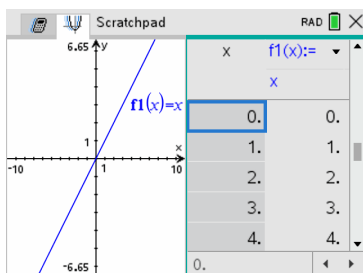 Scratchpad RAD
6.65 y
f1(x)=x
1
x
-10 1 10
-6.65
x f1(x):=
x
0. 0.
1. 1.
2. 2.
3. 3.
4. 4.
0.